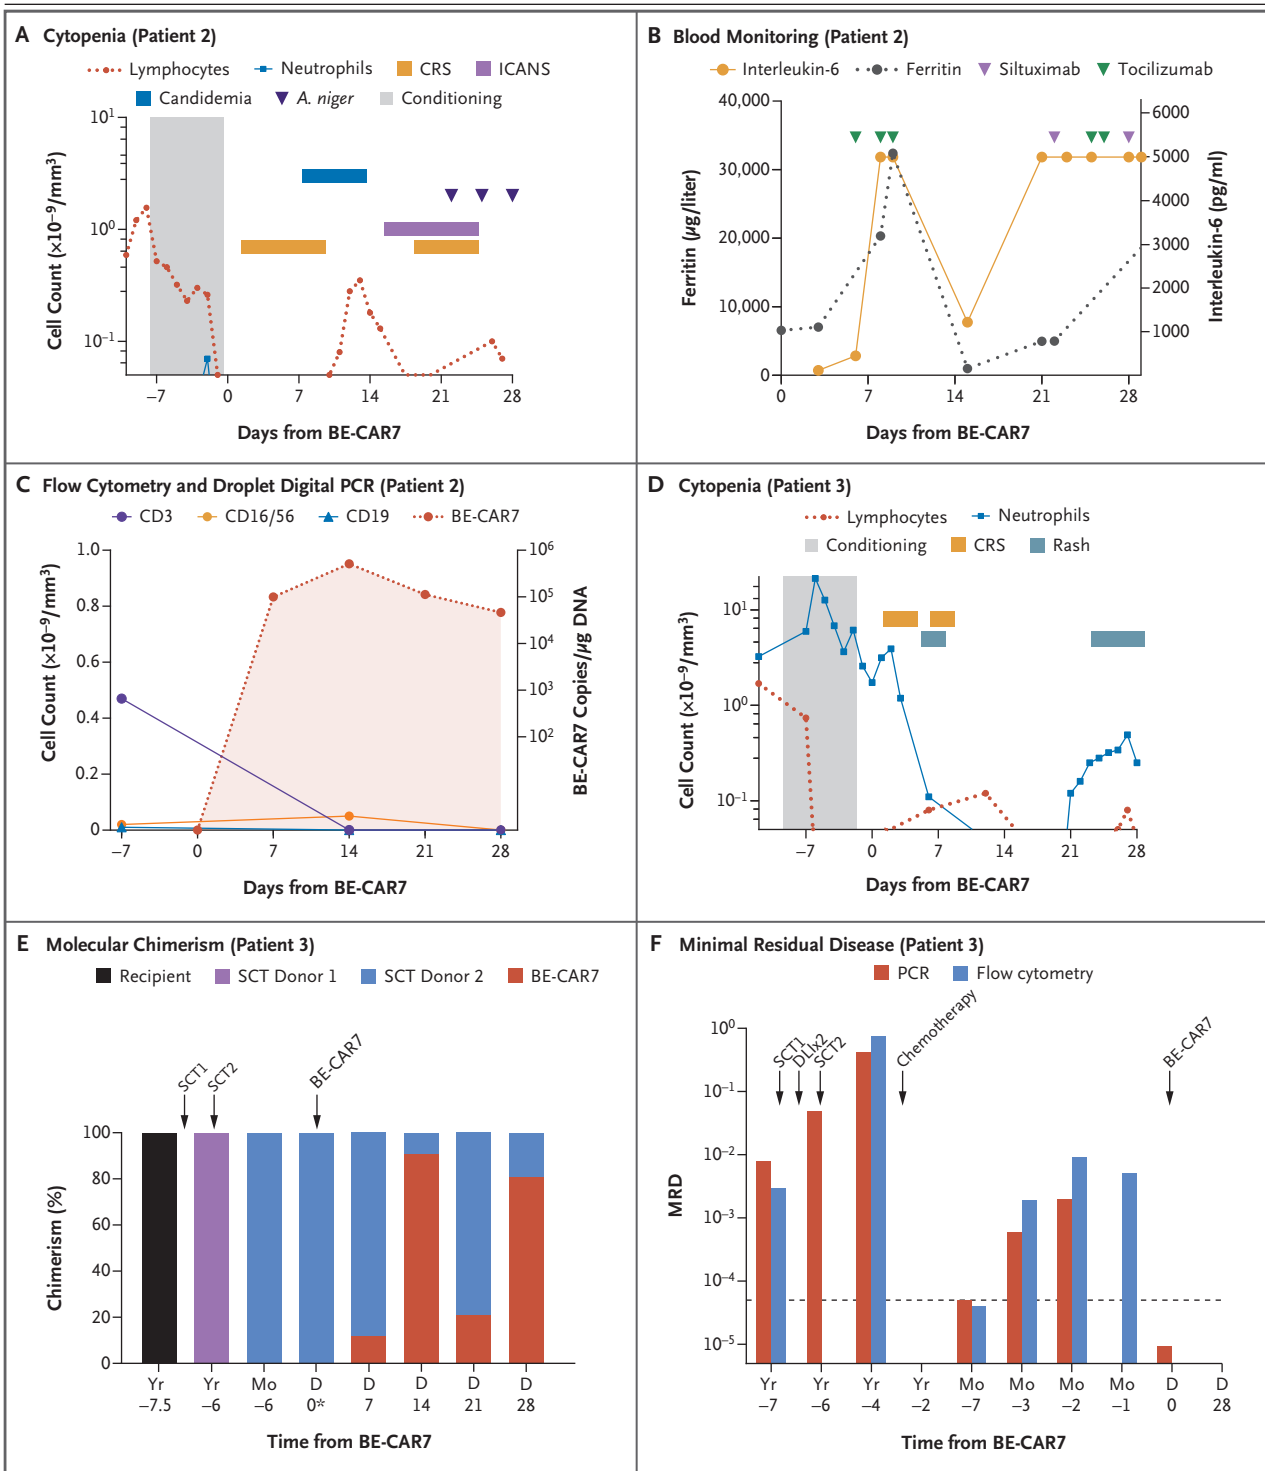 A Cytopenia (Patient 2)
Lymphocytes Neutrophils CRS ICANS
Candidemia A. niger Conditioning
Cell Count (×10⁻⁹/mm³)
10¹
10⁰
10⁻¹
−7 0 7 14 21 28
Days from BE-CAR7
B Blood Monitoring (Patient 2)
Interleukin-6 Ferritin Siltuximab Tocilizumab
Ferritin (µg/liter)
40,000
30,000
20,000
10,000
0
6000
5000
4000
3000
2000
1000
Interleukin-6 (pg/ml)
0 7 14 21 28
Days from BE-CAR7
C Flow Cytometry and Droplet Digital PCR (Patient 2)
CD3 CD16/56 CD19 BE-CAR7
Cell Count (×10⁻⁹/mm³)
1.0
0.8
0.6
0.4
0.2
0
10⁶
10⁵
10⁴
10³
10²
BE-CAR7 Copies/µg DNA
−7 0 7 14 21 28
Days from BE-CAR7
D Cytopenia (Patient 3)
Lymphocytes Neutrophils
Conditioning CRS Rash
Cell Count (×10⁻⁹/mm³)
10¹
10⁰
10⁻¹
−7 0 7 14 21 28
Days from BE-CAR7
E Molecular Chimerism (Patient 3)
Recipient SCT Donor 1 SCT Donor 2 BE-CAR7
SCT1
SCT2
BE-CAR7
Chimerism (%)
100
80
60
40
20
0
Yr Yr Mo D D D D D
−7.5 −6 −6 0* 7 14 21 28
Time from BE-CAR7
F Minimal Residual Disease (Patient 3)
PCR Flow cytometry
SCT1
DLIx2
SCT2
Chemotherapy
BE-CAR7
MRD
10⁰
10⁻¹
10⁻²
10⁻³
10⁻⁴
10⁻⁵
Yr Yr Yr Yr Mo Mo Mo Mo D D
−7 −6 −4 −2 −7 −3 −2 −1 0 28
Time from BE-CAR7